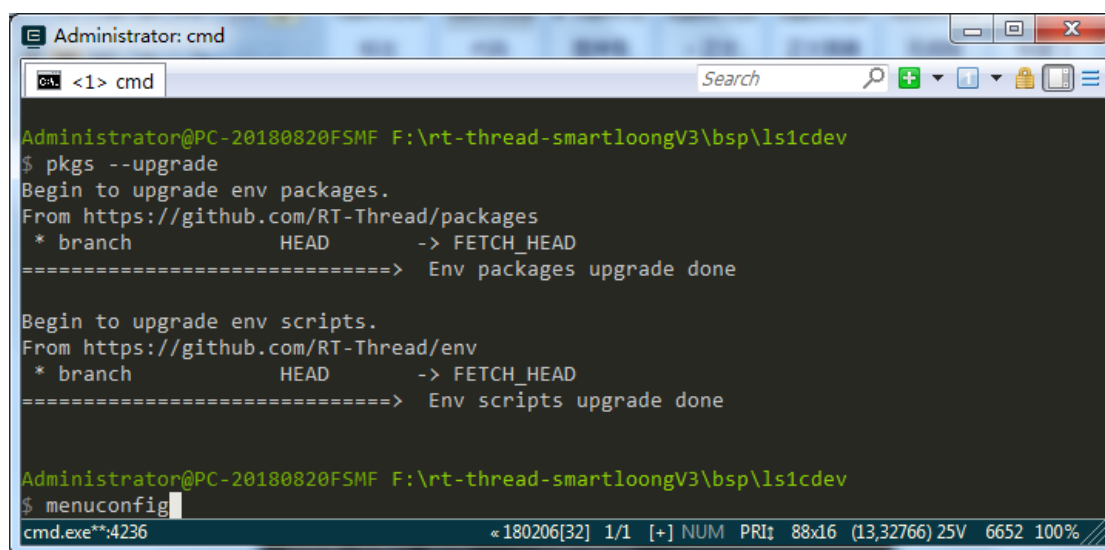 Administrator: cmd
<1> cmd
Search
Administrator@PC-20180820FSMF F:\rt-thread-smartloongV3\bsp\ls1cdev
$ pkgs --upgrade
Begin to upgrade env packages.
From https://github.com/RT-Thread/packages
 * branch            HEAD       -> FETCH_HEAD
==============================>  Env packages upgrade done
Begin to upgrade env scripts.
From https://github.com/RT-Thread/env
 * branch            HEAD       -> FETCH_HEAD
==============================>  Env scripts upgrade done
Administrator@PC-20180820FSMF F:\rt-thread-smartloongV3\bsp\ls1cdev
$ menuconfig
cmd.exe**:4236 « 180206[32] 1/1 [+] NUM PRI↕ 88x16 (13,32766) 25V 6652 100%